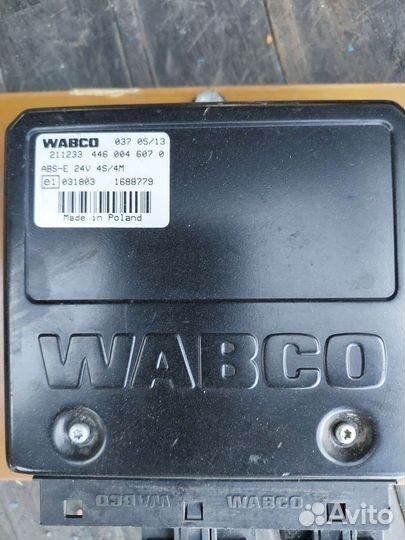 WABCO 037 05/13
211233 446 004 607 0
ABS-E 24V 4S/4M
e1 031803 1688779
Made in Poland
WABCO
WABCO WABCO
Avito